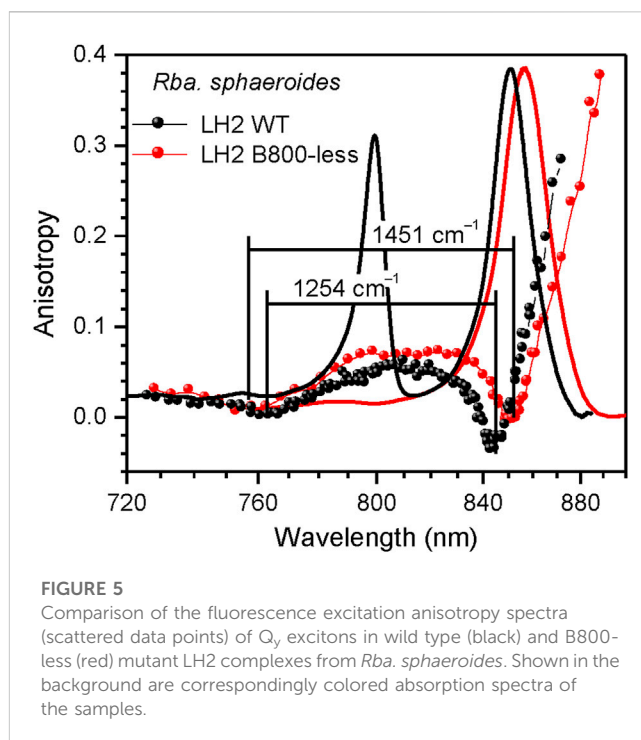 0.4
0.3
0.2
0.1
0.0
Anisotropy
Rba. sphaeroides
LH2 WT
LH2 B800-less
1451 cm⁻¹
1254 cm⁻¹
720 760 800 840 880
Wavelength (nm)
FIGURE 5
Comparison of the fluorescence excitation anisotropy spectra
(scattered data points) of Qy excitons in wild type (black) and B800-
less (red) mutant LH2 complexes from Rba. sphaeroides. Shown in the
background are correspondingly colored absorption spectra of
the samples.